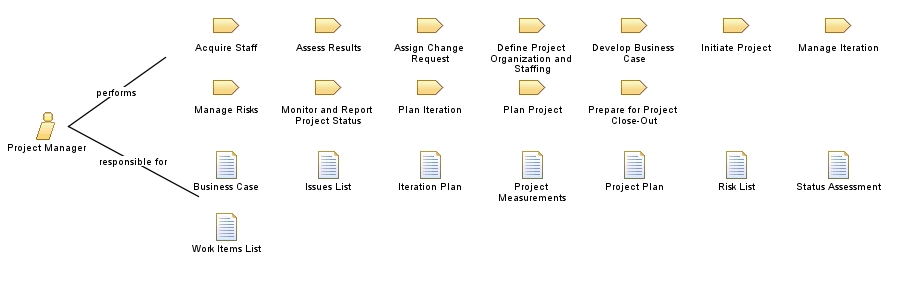 Acquire Staff
Assess Results
Assign Change
Request
Define Project
Organization and
Staffing
Develop Business
Case
Initiate Project
Manage Iteration
performs
Manage Risks
Monitor and Report
Project Status
Plan Iteration
Plan Project
Prepare for Project
Close-Out
Project Manager
responsible for
Business Case
Issues List
Iteration Plan
Project
Measurements
Project Plan
Risk List
Status Assessment
Work Items List